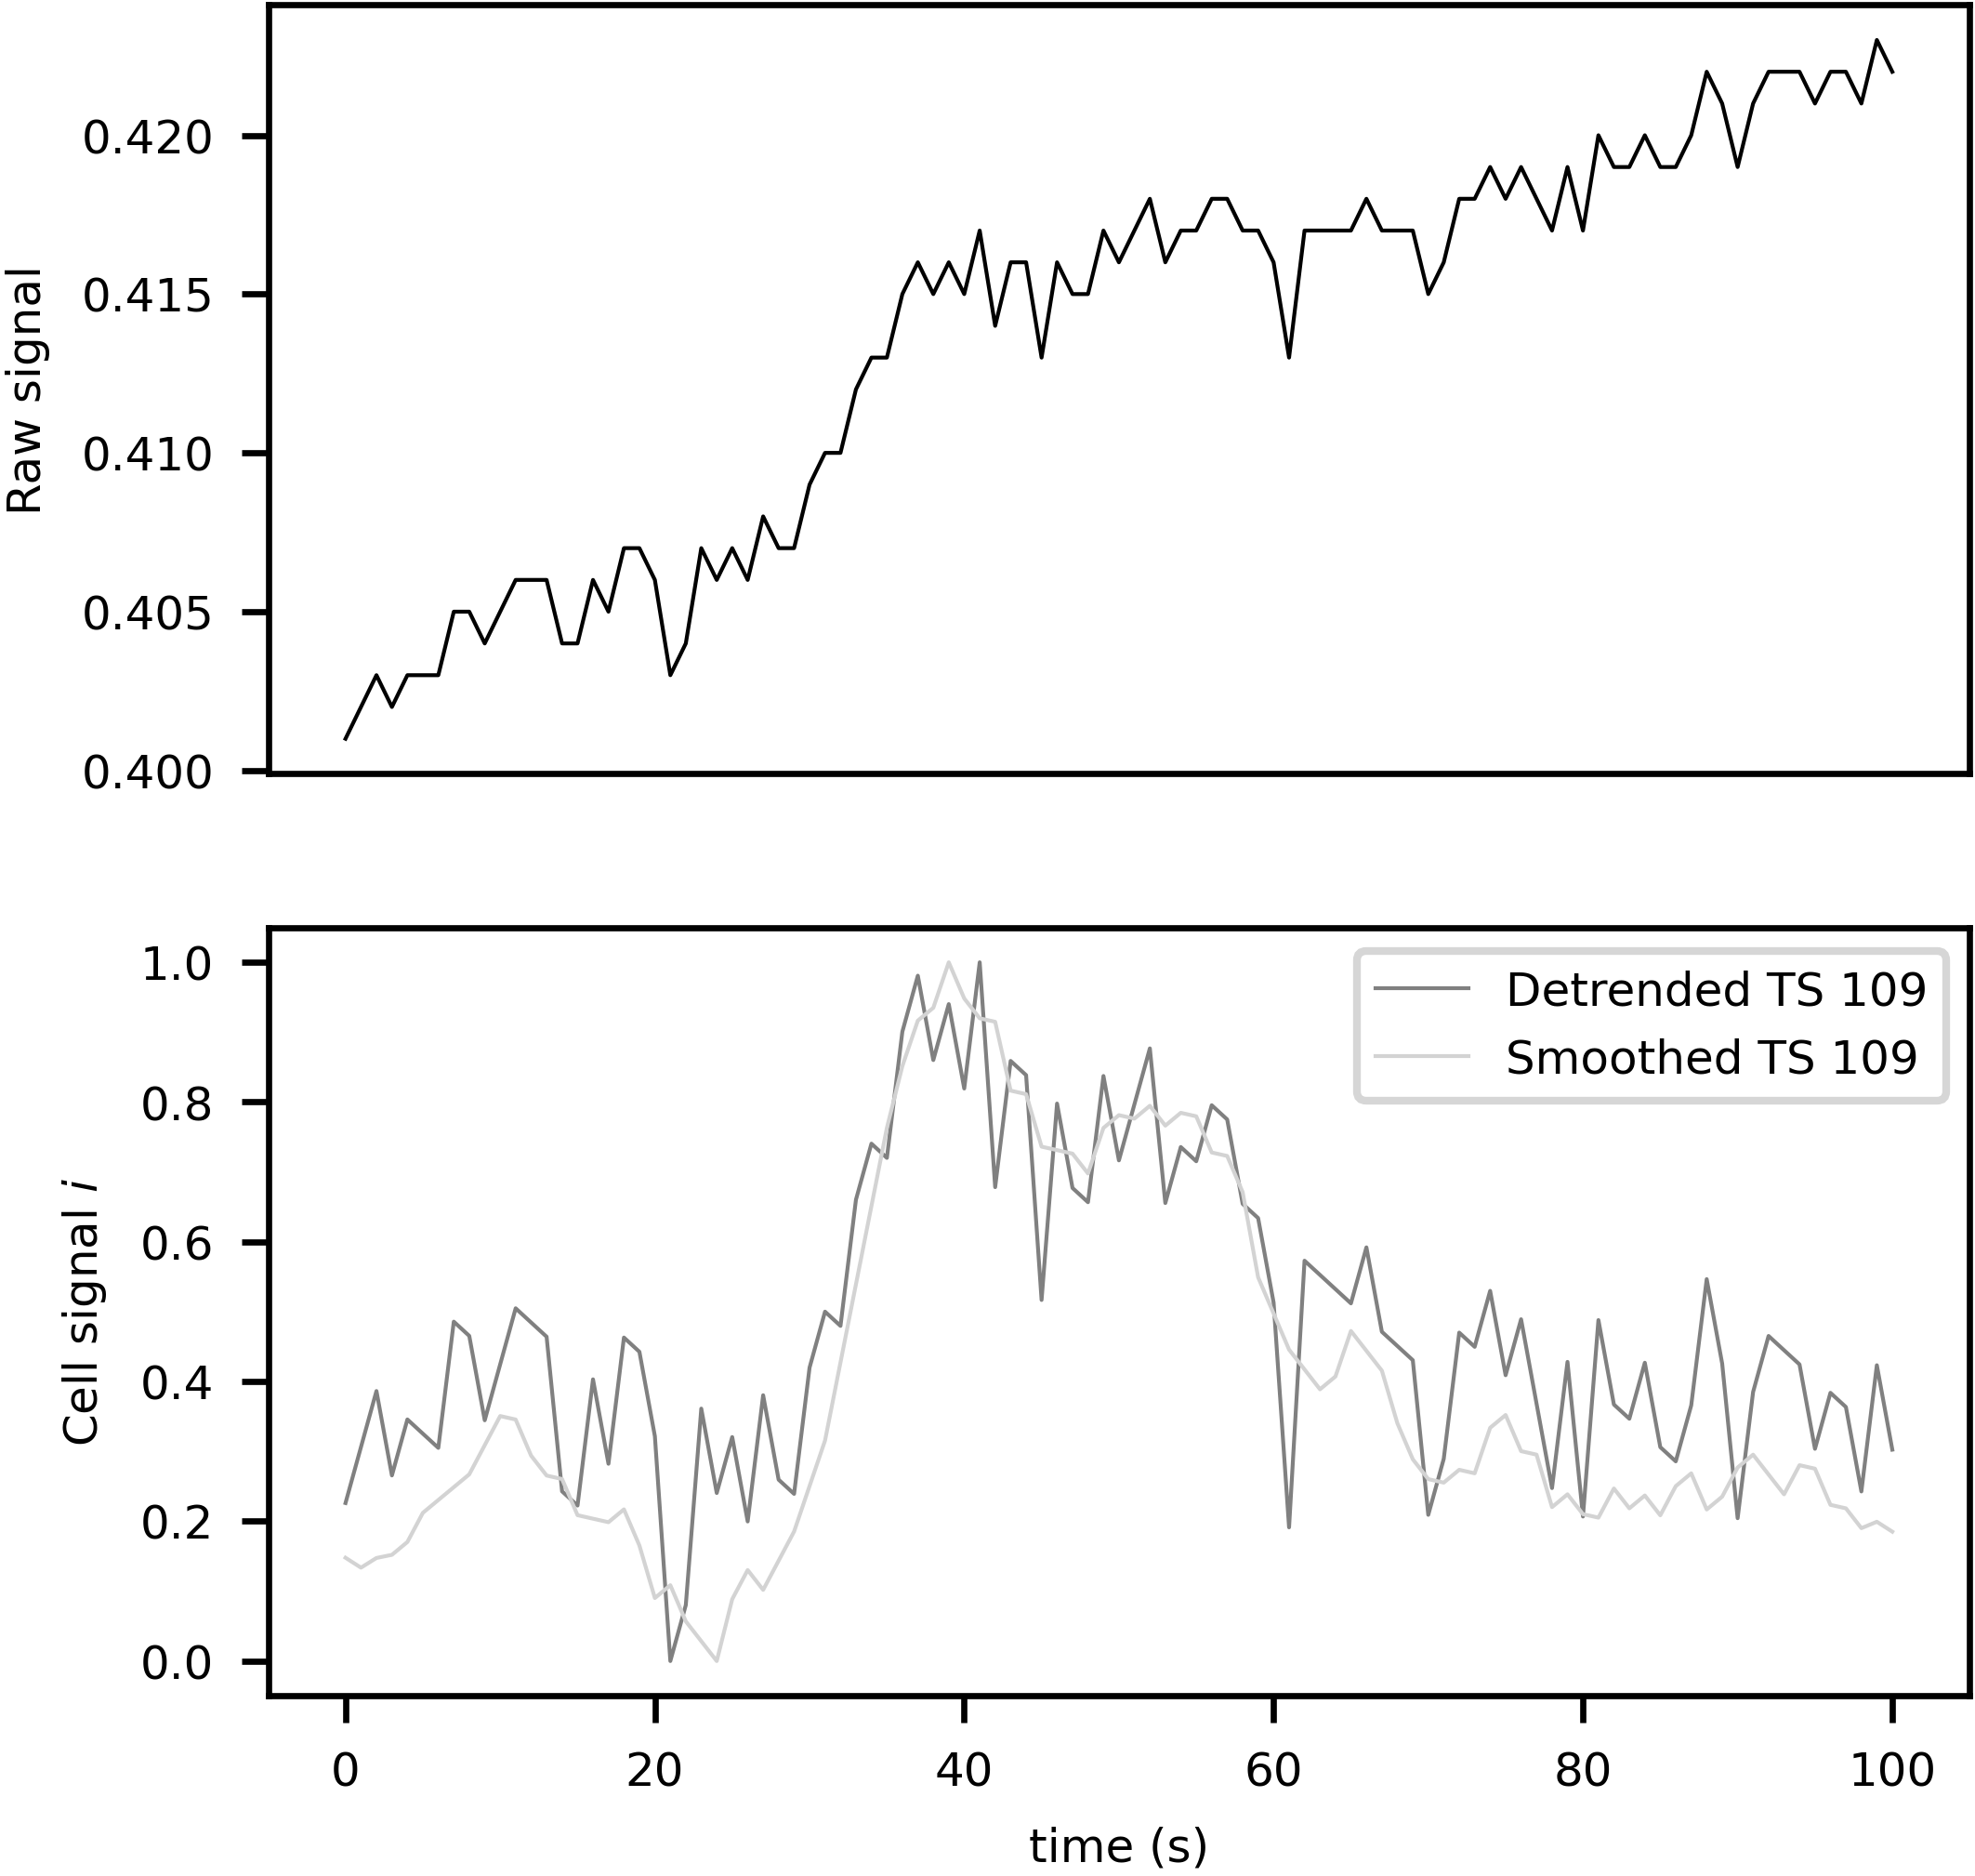 Raw signal
0.420
0.415
0.410
0.405
0.400
Cell signal i
1.0
0.8
0.6
0.4
0.2
0.0
Detrended TS 109
Smoothed TS 109
0 20 40 60 80 100
time (s)